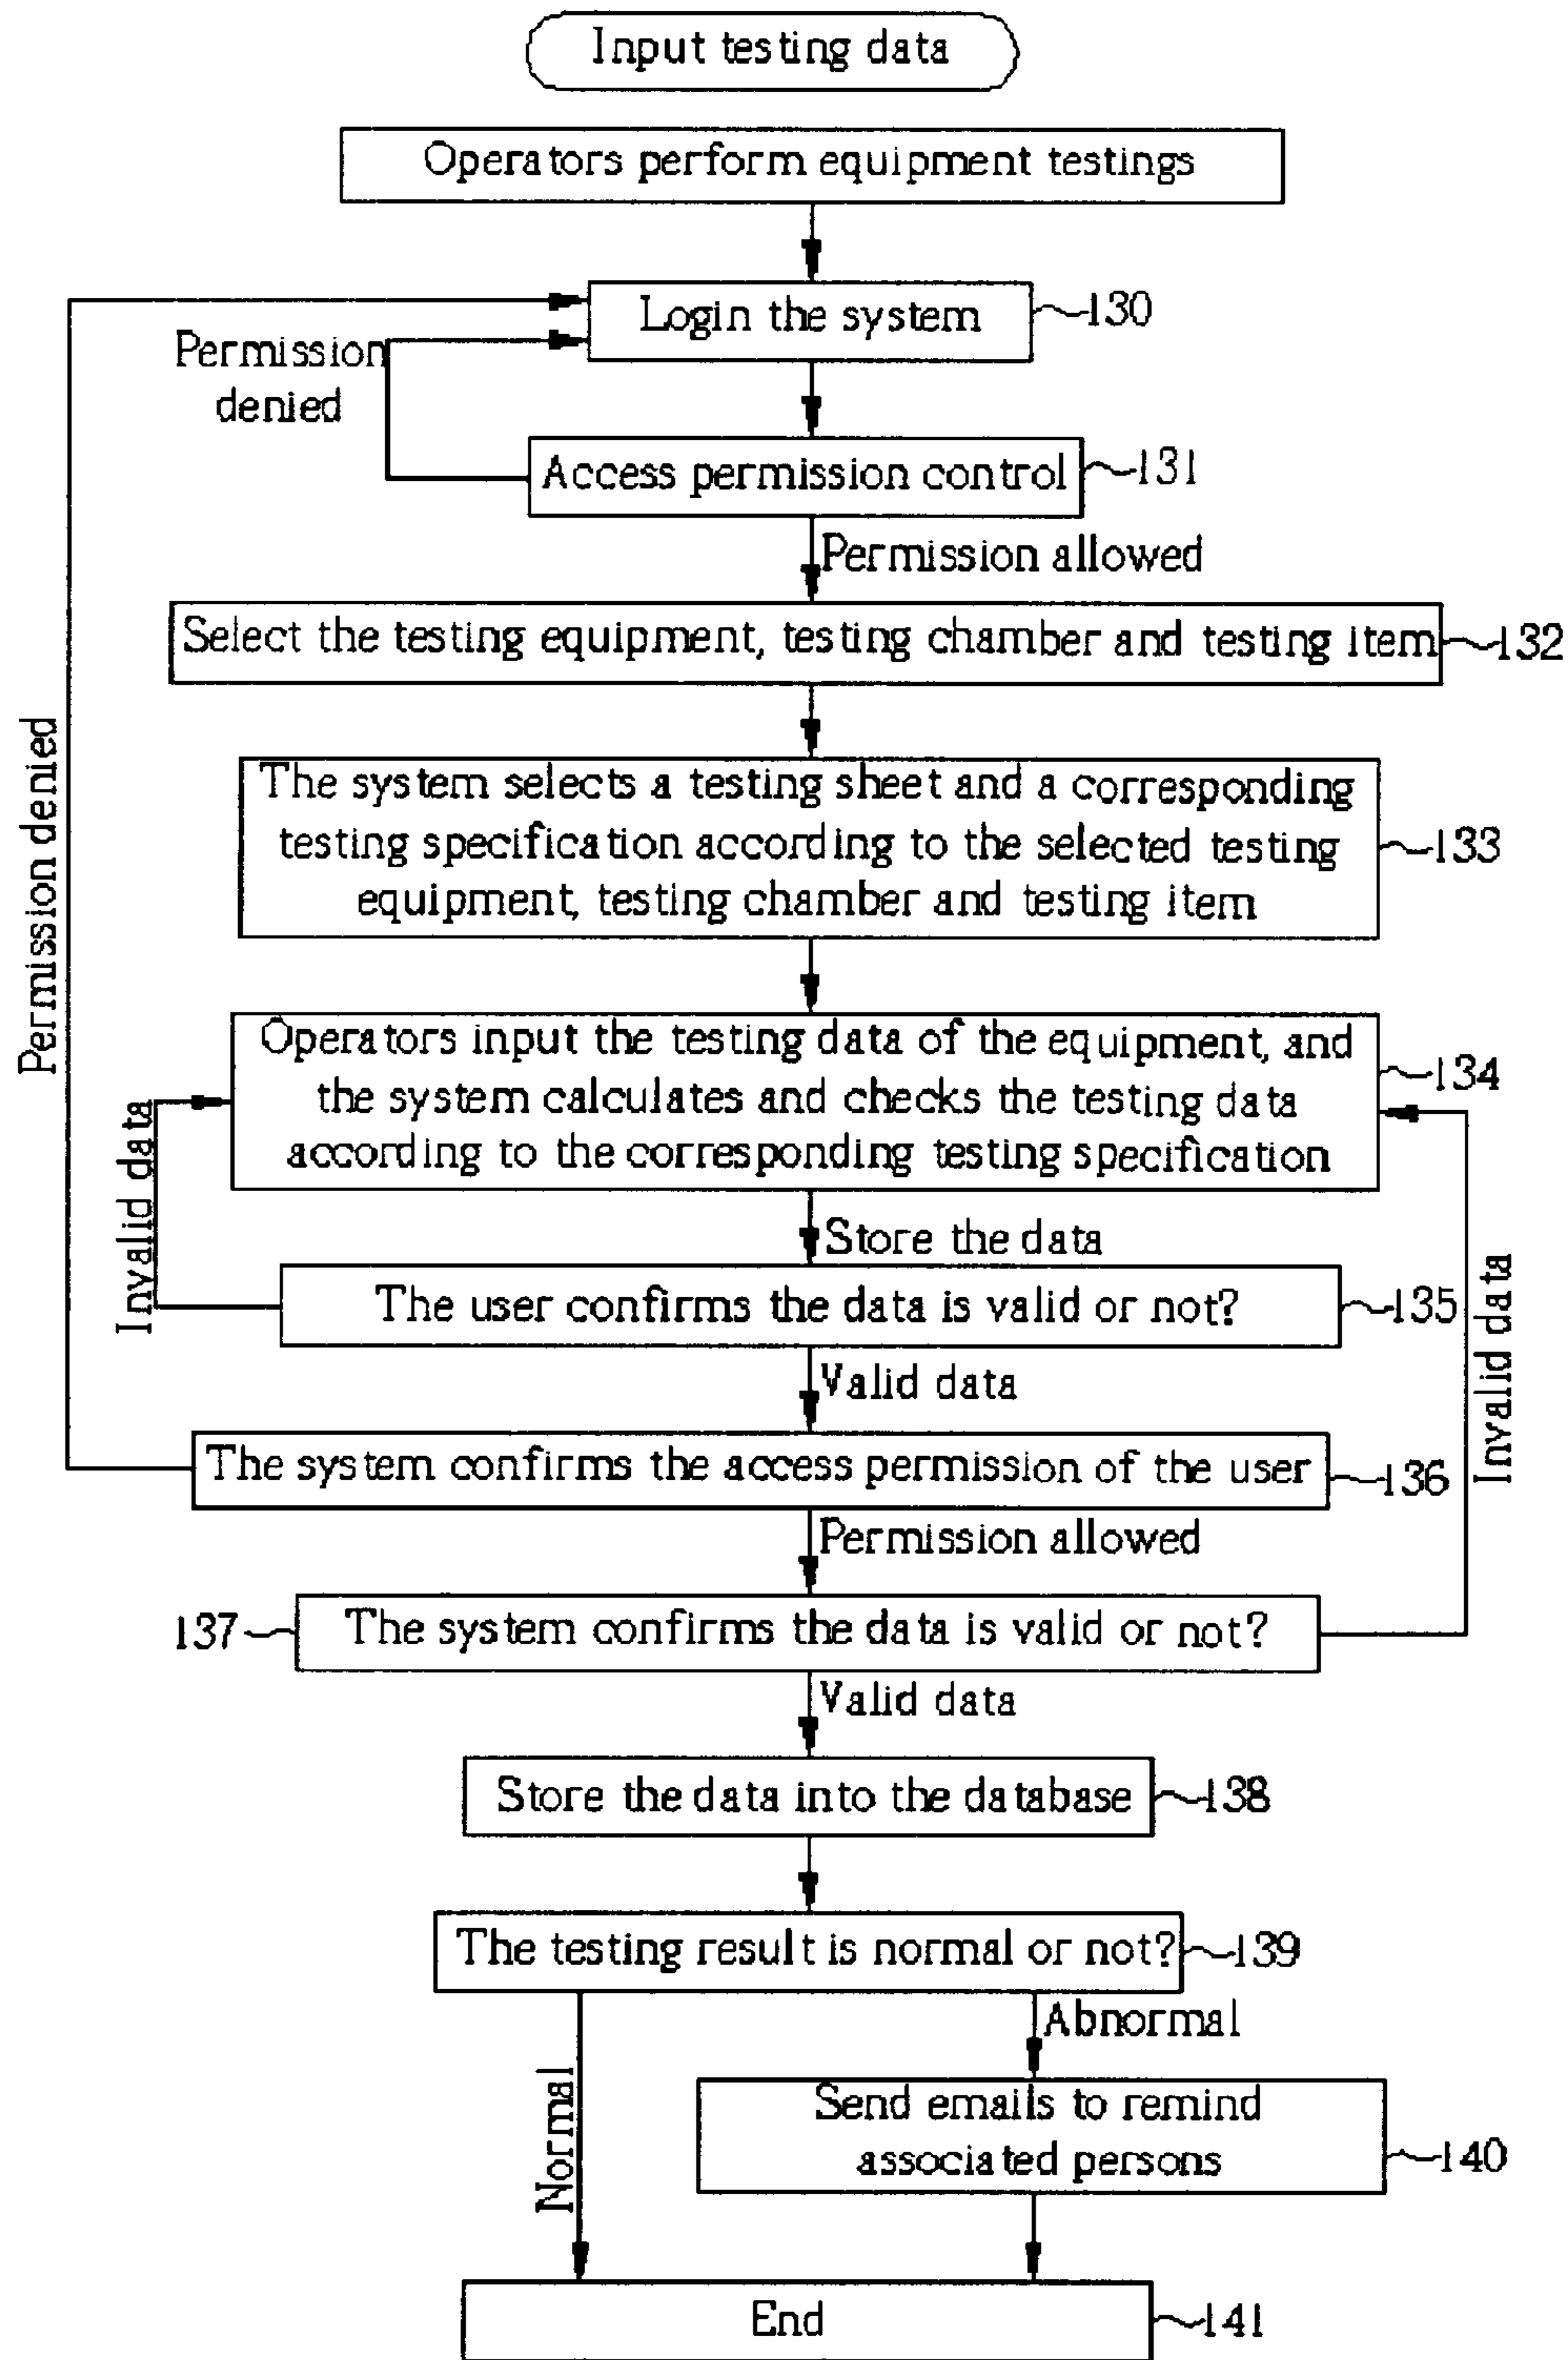 Input testing data
Operators perform equipment testings
Login the system
130
Permission
denied
Access permission control
131
Permission allowed
Select the testing equipment, testing chamber and testing item
132
The system selects a testing sheet and a corresponding
testing specification according to the selected testing
equipment, testing chamber and testing item
133
Permission denied
Operators input the testing data of the equipment, and
the system calculates and checks the testing data
according to the corresponding testing specification
134
Invalid data
Store the data
The user confirms the data is valid or not?
135
Invalid data
Valid data
The system confirms the access permission of the user
136
Permission allowed
137
The system confirms the data is valid or not?
Valid data
Store the data into the database
138
The testing result is normal or not?
139
Abnormal
Normal
Send emails to remind
associated persons
140
End
141